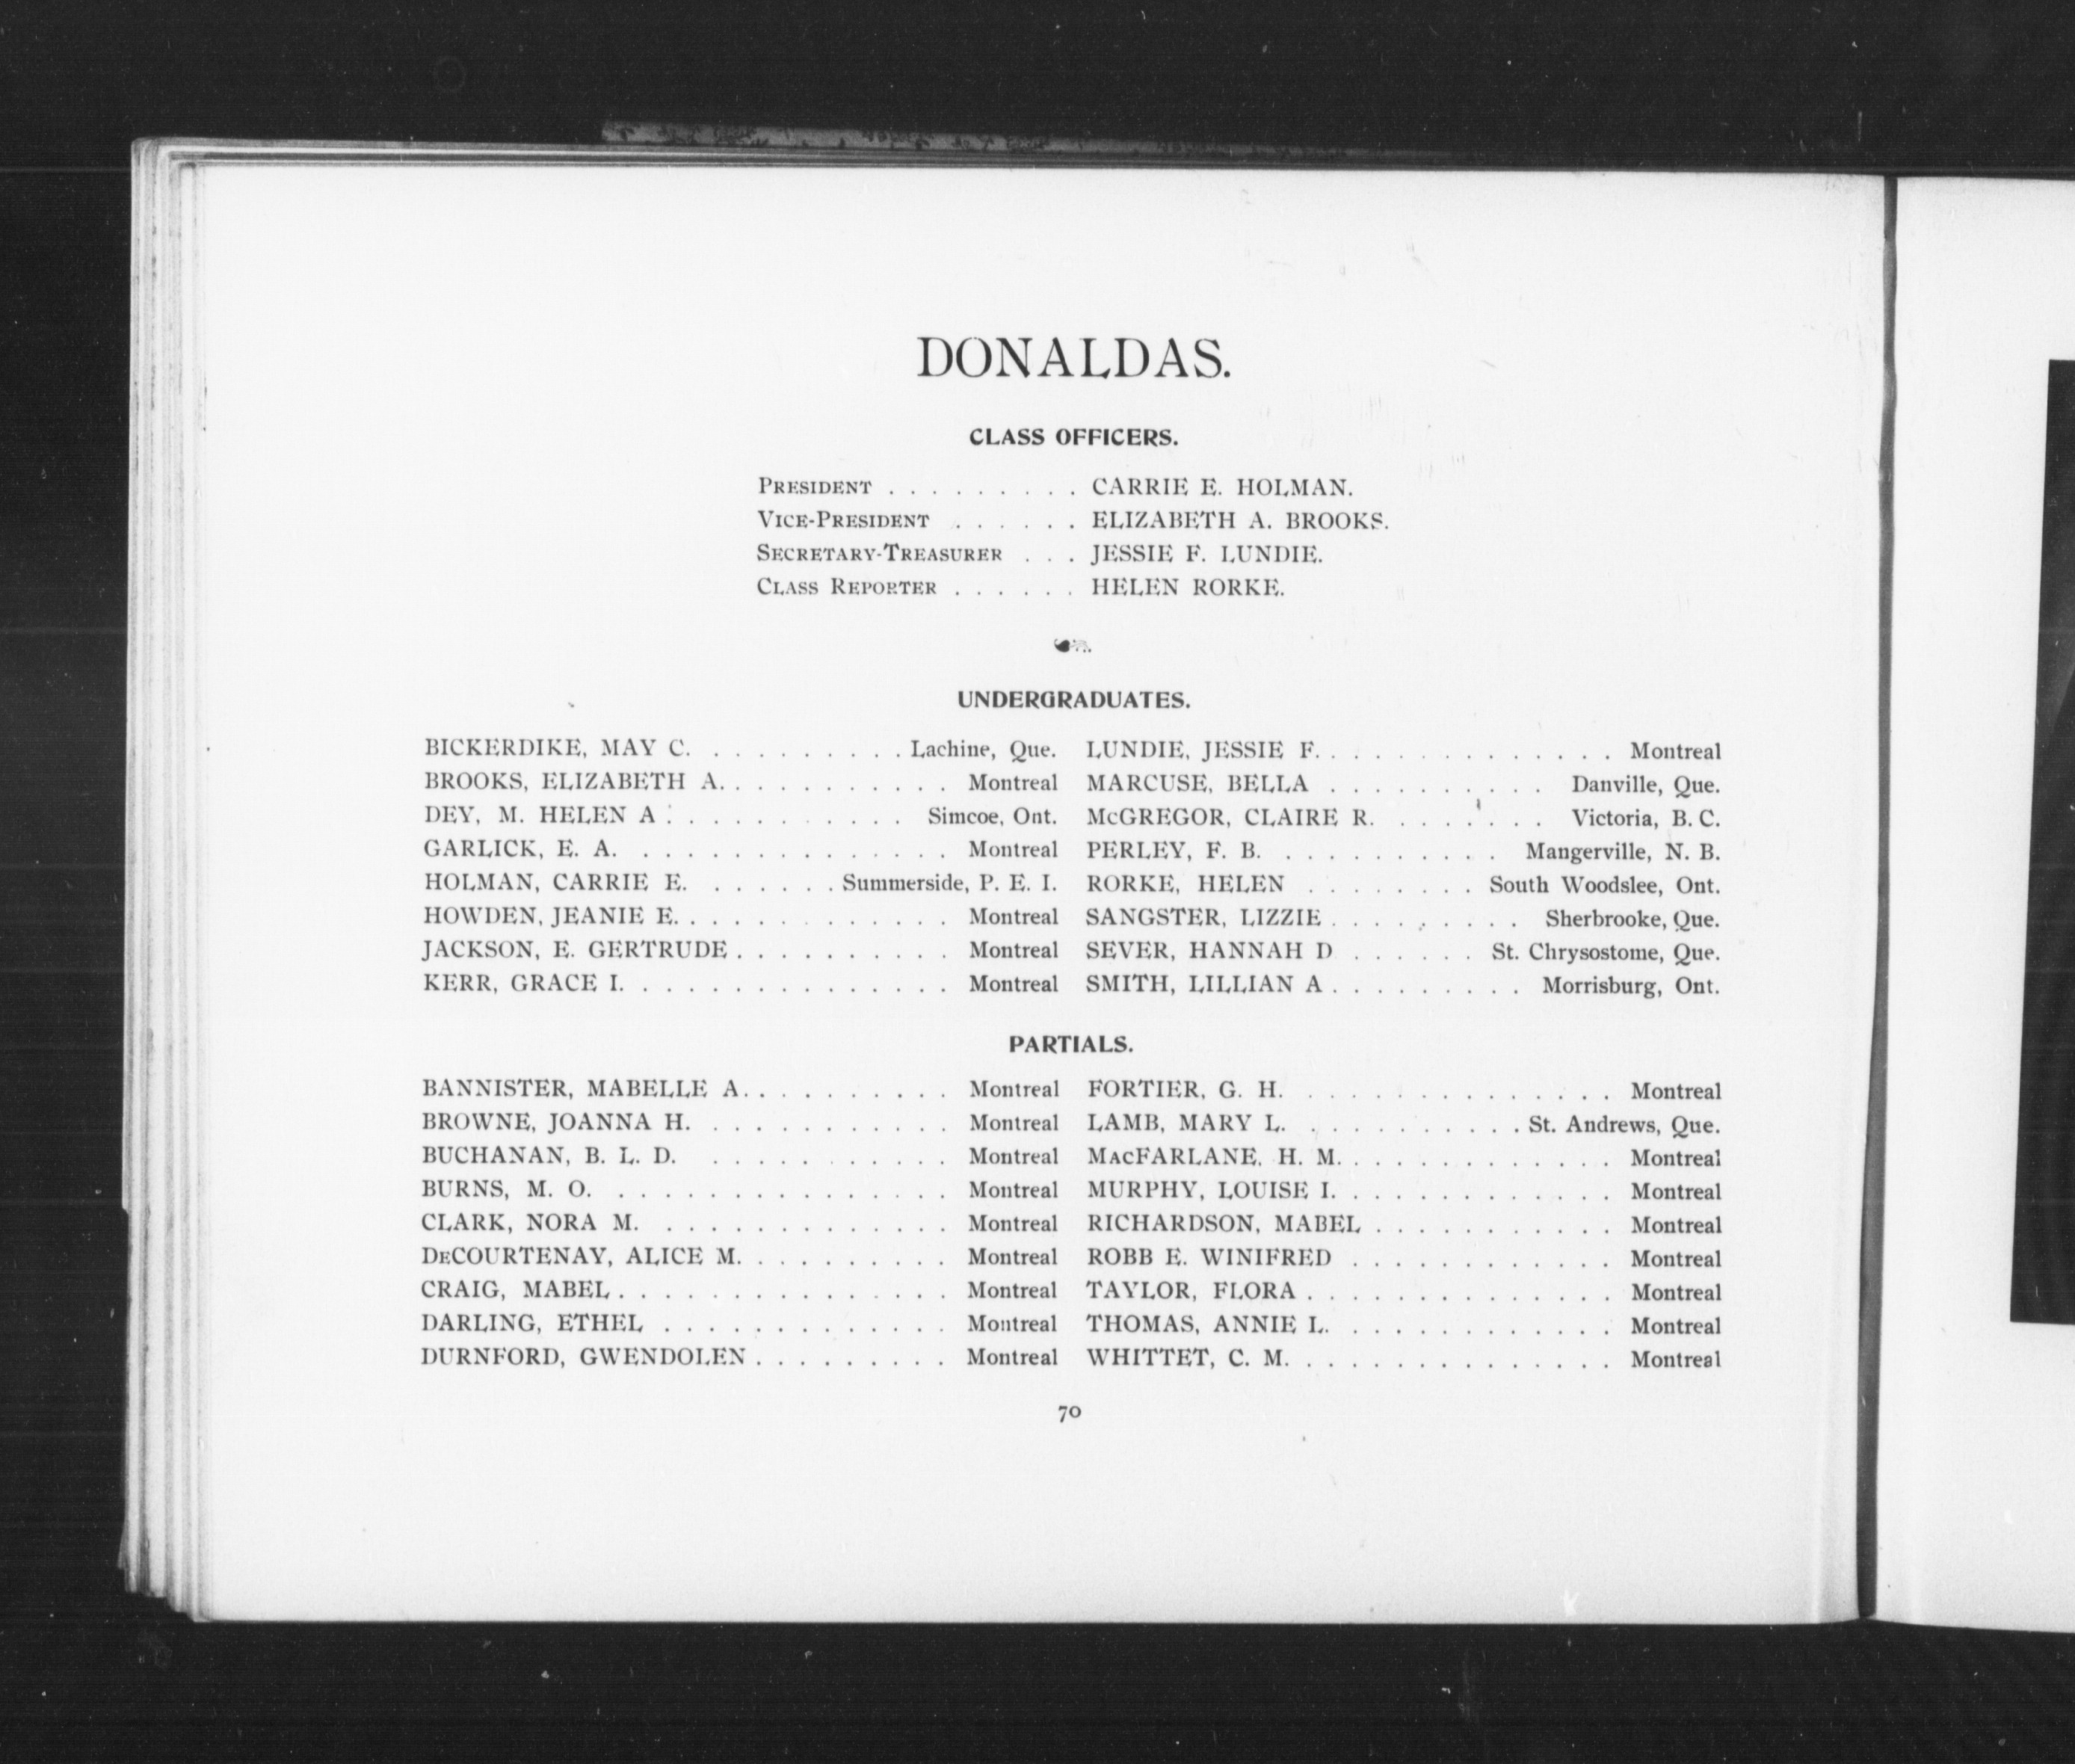 DONALDAS.
CLASS OFFICERS.
PRESIDENT . . . . . . . . . CARRIE E. HOLMAN.
VICE-PRESIDENT . . . . . . ELIZABETH A. BROOKS.
SECRETARY-TREASURER . . . JESSIE F. LUNDIE.
CLASS REPORTER . . . . . . HELEN RORKE.
UNDERGRADUATES.
BICKERDIKE, MAY C. . . . . . . . . . Lachine, Que.
BROOKS, ELIZABETH A. . . . . . . . . . . Montreal
DEY, M. HELEN A . . . . . . . . . . . Simcoe, Ont.
GARLICK, E. A. . . . . . . . . . . . . . . Montreal
HOLMAN, CARRIE E. . . . . . . Summerside, P. E. I.
HOWDEN, JEANIE E. . . . . . . . . . . . . Montreal
JACKSON, E. GERTRUDE . . . . . . . . . . Montreal
KERR, GRACE I. . . . . . . . . . . . . . . Montreal
LUNDIE, JESSIE F. . . . . . . . . . . . . . Montreal
MARCUSE, BELLA . . . . . . . . . . Danville, Que.
McGREGOR, CLAIRE R. . . . . . . . Victoria, B. C.
PERLEY, F. B. . . . . . . . . . . Mangerville, N. B.
RORKE, HELEN . . . . . . . . South Woodslee, Ont.
SANGSTER, LIZZIE . . . . . . . . . Sherbrooke, Que.
SEVER, HANNAH D . . . . . . St. Chrysostome, Que.
SMITH, LILLIAN A . . . . . . . . . Morrisburg, Ont.
PARTIALS.
BANNISTER, MABELLE A. . . . . . . . . . Montreal
BROWNE, JOANNA H. . . . . . . . . . . . Montreal
BUCHANAN, B. L. D. . . . . . . . . . . . Montreal
BURNS, M. O. . . . . . . . . . . . . . . . Montreal
CLARK, NORA M. . . . . . . . . . . . . . Montreal
DECOURTENAY, ALICE M. . . . . . . . . . Montreal
CRAIG, MABEL . . . . . . . . . . . . . . . Montreal
DARLING, ETHEL . . . . . . . . . . . . . Montreal
DURNFORD, GWENDOLEN . . . . . . . . . Montreal
FORTIER, G. H. . . . . . . . . . . . . . . Montreal
LAMB, MARY L. . . . . . . . . . . St. Andrews, Que.
MACFARLANE. H. M. . . . . . . . . . . . . Montreal
MURPHY, LOUISE I. . . . . . . . . . . . . Montreal
RICHARDSON, MABEL . . . . . . . . . . . Montreal
ROBB E. WINIFRED . . . . . . . . . . . . Montreal
TAYLOR, FLORA . . . . . . . . . . . . . . Montreal
THOMAS, ANNIE L. . . . . . . . . . . . . Montreal
WHITTET, C. M. . . . . . . . . . . . . . . Montreal
70